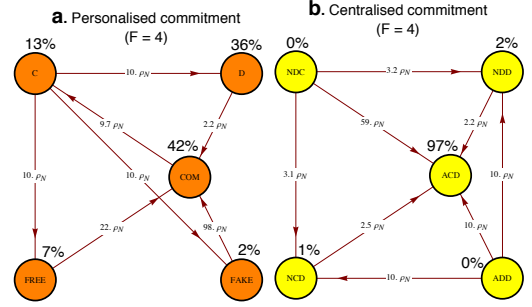 a. Personalised commitment
(F = 4)
13%
36%
C
10. ρN
D
9.7 ρN
2.2 ρN
42%
10. ρN
10. ρN
COM
22. ρN
98. ρN
7%
2%
FREE
FAKE
b. Centralised commitment
(F = 4)
0%
2%
NDC
3.2 ρN
NDD
59. ρN
2.2 ρN
97%
3.1 ρN
ACD
10. ρN
2.5 ρN
10. ρN
1%
0%
NCD
10. ρN
ADD